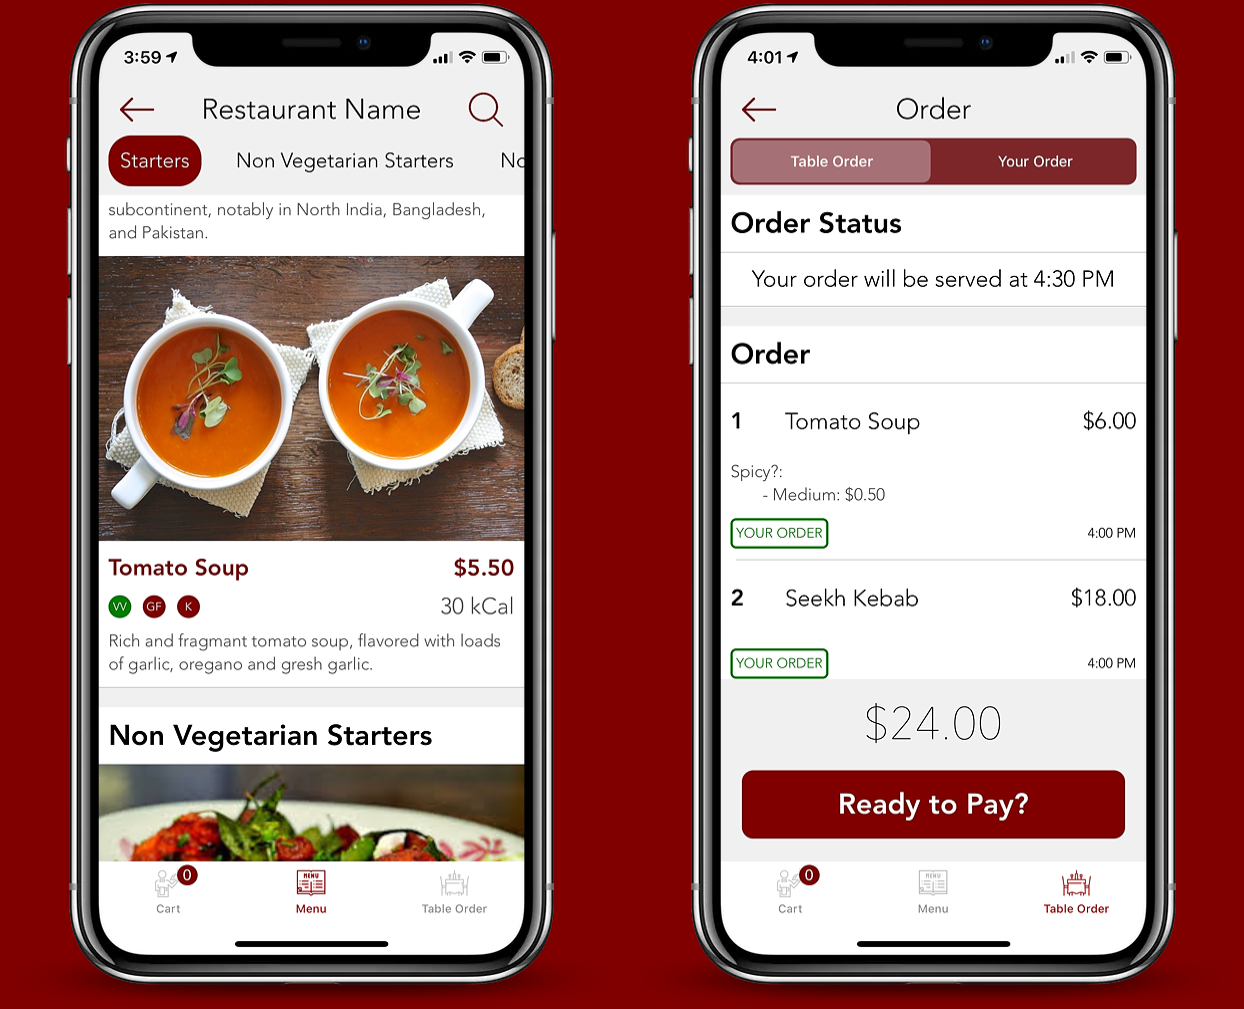 3:59
Restaurant Name
Starters Non Vegetarian Starters No
subcontinent, notably in North India, Bangladesh,
and Pakistan.
Tomato Soup $5.50
VV GF K 30 kCal
Rich and fragmant tomato soup, flavored with loads
of garlic, oregano and gresh garlic.
Non Vegetarian Starters
0 MENU
Cart Menu Table Order
4:01
Order
Table Order Your Order
Order Status
Your order will be served at 4:30 PM
Order
1 Tomato Soup $6.00
Spicy?:
- Medium: $0.50
YOUR ORDER 4:00 PM
2 Seekh Kebab $18.00
YOUR ORDER 4:00 PM
$24.00
Ready to Pay?
0 MENU
Cart Menu Table Order